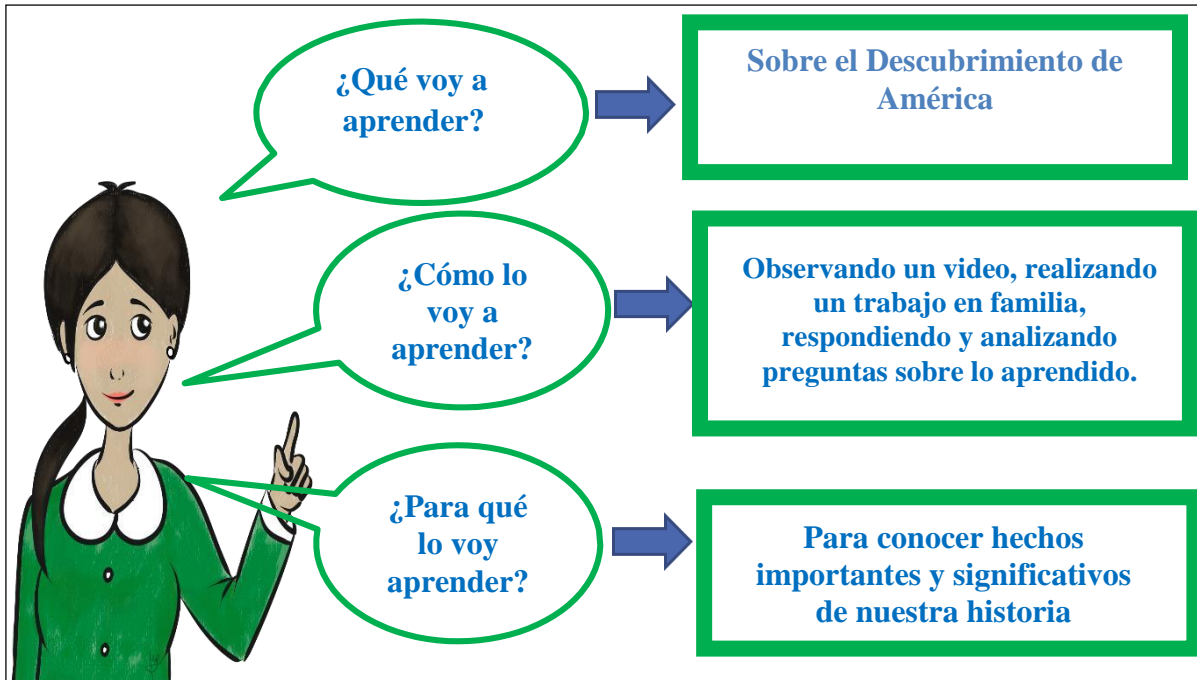 ¿Qué voy a
aprender?
Sobre el Descubrimiento de
América
¿Cómo lo
voy a
aprender?
Observando un video, realizando
un trabajo en familia,
respondiendo y analizando
preguntas sobre lo aprendido.
¿Para qué
lo voy
aprender?
Para conocer hechos
importantes y significativos
de nuestra historia